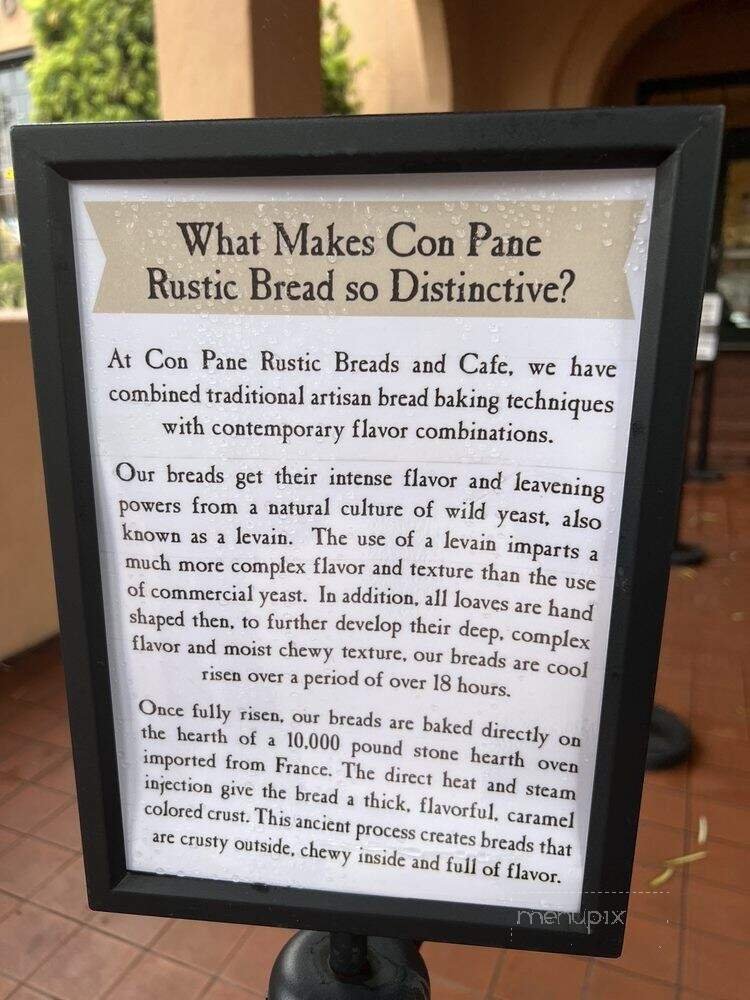 What Makes Con Pane
Rustic Bread so Distinctive?
At Con Pane Rustic Breads and Cafe, we have
combined traditional artisan bread baking techniques
with contemporary flavor combinations.
Our breads get their intense flavor and leavening
powers from a natural culture of wild yeast, also
known as a levain. The use of a levain imparts a
much more complex flavor and texture than the use
of commercial yeast. In addition, all loaves are hand
shaped then, to further develop their deep, complex
flavor and moist chewy texture, our breads are cool
risen over a period of over 18 hours.
Once fully risen, our breads are baked directly on
the hearth of a 10,000 pound stone hearth oven
imported from France. The direct heat and steam
injection give the bread a thick, flavorful, caramel
colored crust. This ancient process creates breads that
are crusty outside, chewy inside and full of flavor.
menupix